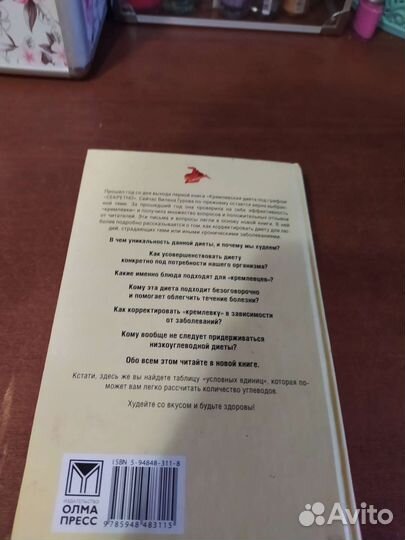 Прошел год со дня выхода первой книги «Кремлевская диета под грифом
«СЕКРЕТНО». Сейчас Вилена Гурова по-прежнему остается верна выбран-
ной теме. За прошедший год она проверила на себе эффективность
«кремлевки» и получила множество вопросов и положительных отзывов
от читателей. Эти письма и вопросы легли в основу новой книги. В ней
более подробно рассказывается о том, как корректировать диету для лю-
дей, страдающих теми или иными хроническими заболеваниями.
В чем уникальность данной диеты, и почему мы худеем?
Как усовершенствовать диету
конкретно под потребности нашего организма?
Какие именно блюда подходят для «кремлевцев»?
Кому эта диета подходит безоговорочно
и помогает облегчить течение болезни?
Как корректировать «кремлевку» в зависимости
от заболеваний?
Кому вообще не следует придерживаться
низкоуглеводной диеты?
Обо всем этом читайте в новой книге.
Кстати, здесь же вы найдете таблицу «условных единиц», которая по-
может вам легко рассчитать количество углеводов.
Худейте со вкусом и будьте здоровы!
ИЗДАТЕЛЬСТВО
ОЛМА
ПРЕСС
ISBN 5-94848-311-8
9785948483115
Avito